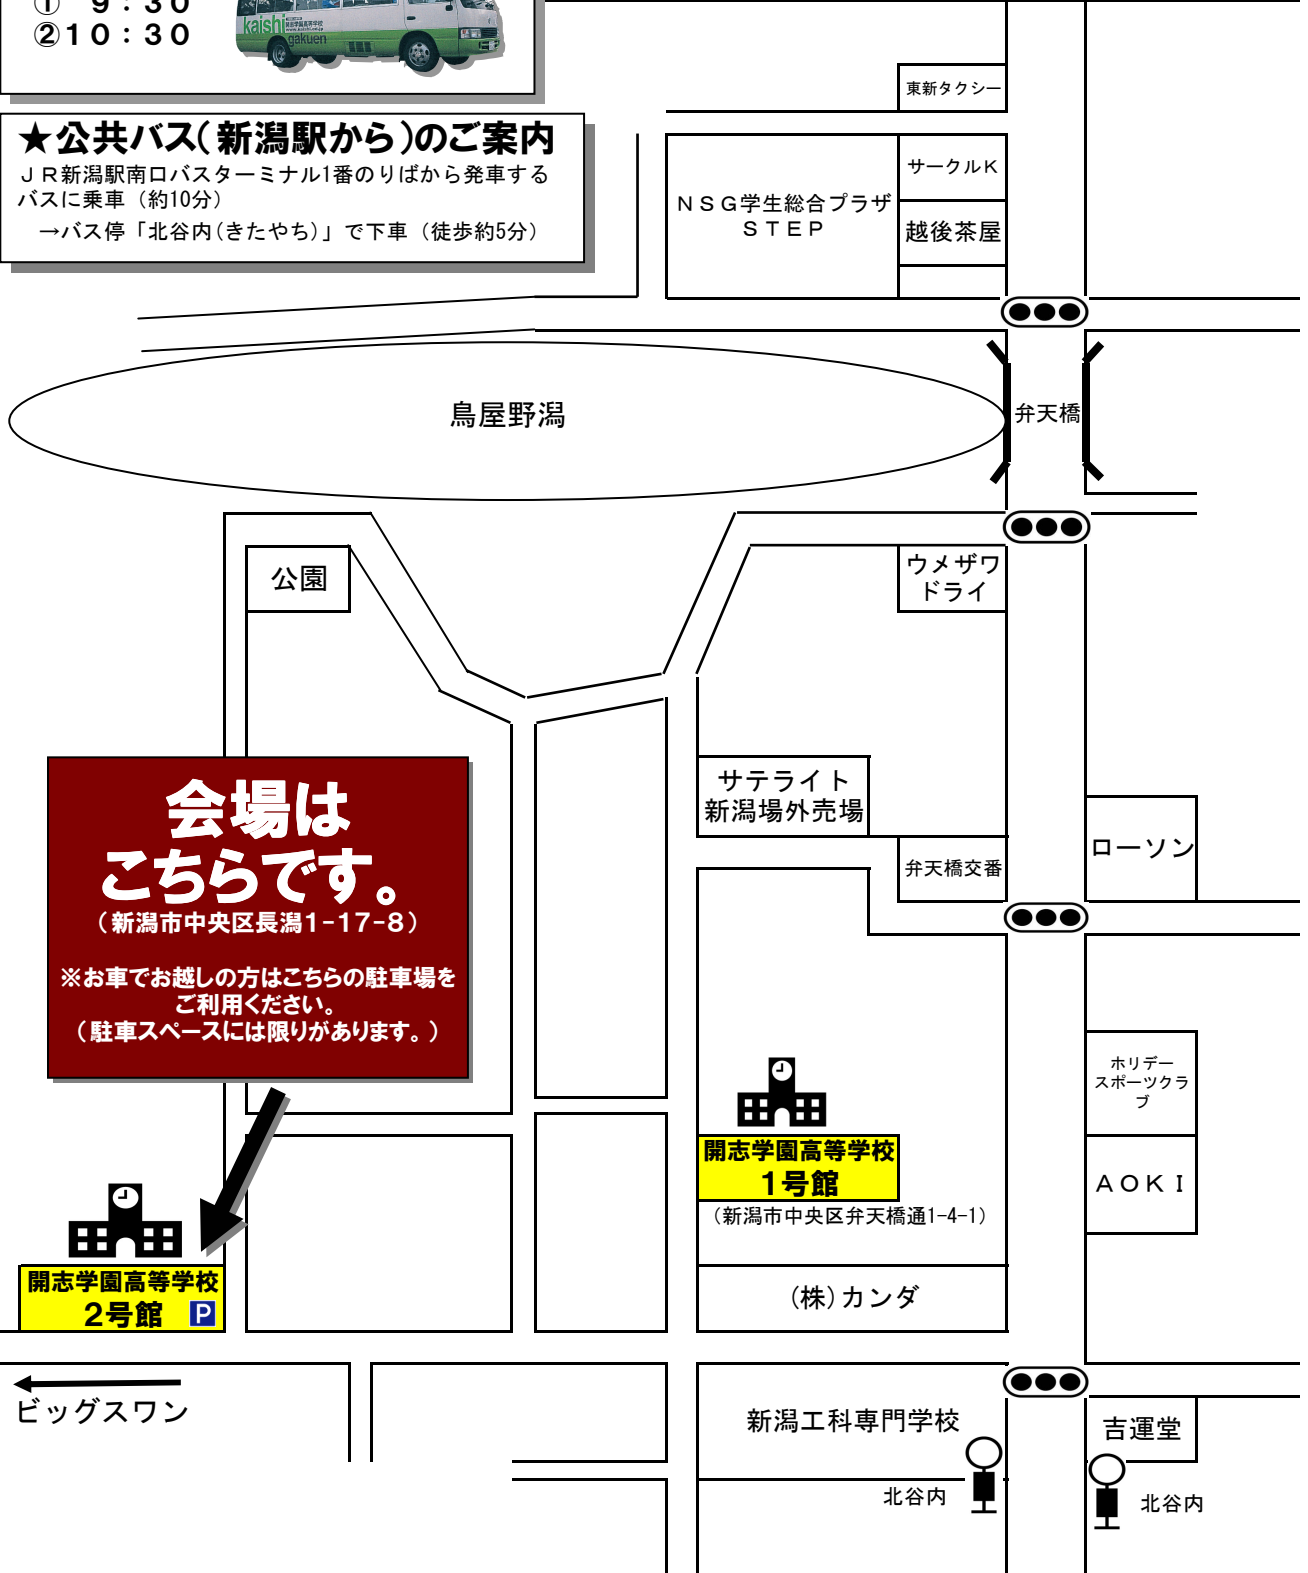 ① 9：30
②10：30
kaishi
開志学園高等学校
gakuen
★公共バス（新潟駅から）のご案内
ＪＲ新潟駅南口バスターミナル1番のりばから発車する
バスに乗車（約10分）
→バス停「北谷内（きたやち）」で下車（徒歩約5分）
東新タクシー
サークルＫ
ＮＳＧ学生総合プラザ
ＳＴＥＰ
越後茶屋
鳥屋野潟
弁天橋
公園
ウメザワ
ドライ
会場は
こちらです。
（新潟市中央区長潟1-17-8）
※お車でお越しの方はこちらの駐車場を
ご利用ください。
（駐車スペースには限りがあります。）
サテライト
新潟場外売場
弁天橋交番
ローソン
ホリデー
スポーツクラ
ブ
ＡＯＫＩ
開志学園高等学校
1号館
（新潟市中央区弁天橋通1-4-1）
開志学園高等学校
2号館 P
（株）カンダ
ビッグスワン
新潟工科専門学校
吉運堂
北谷内
北谷内